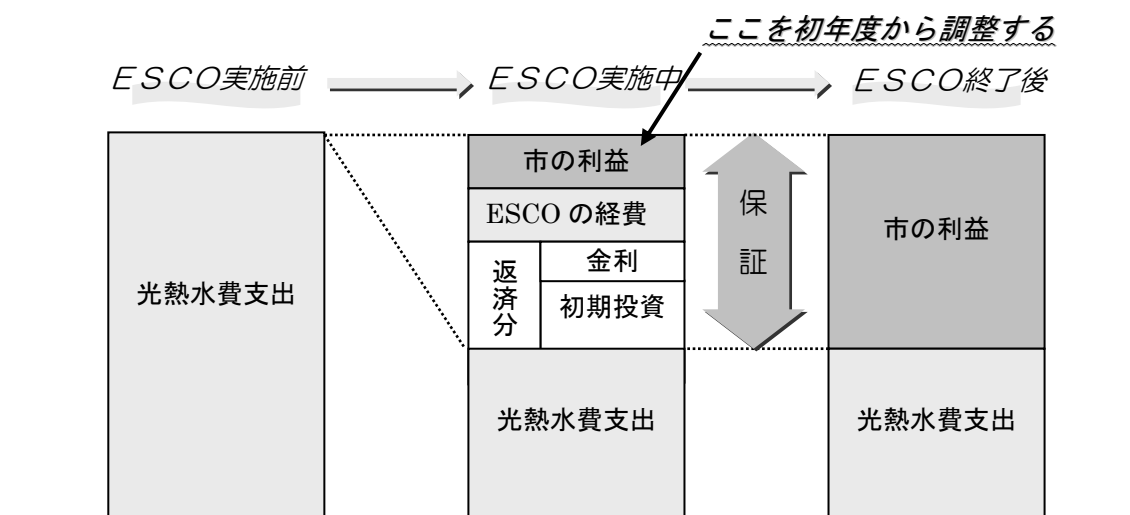 ここを初年度から調整する
ＥＳＣＯ実施前
ＥＳＣＯ実施中
ＥＳＣＯ終了後
光熱水費支出
市の利益
ESCO の経費
返済分
金利
初期投資
光熱水費支出
保証
市の利益
光熱水費支出